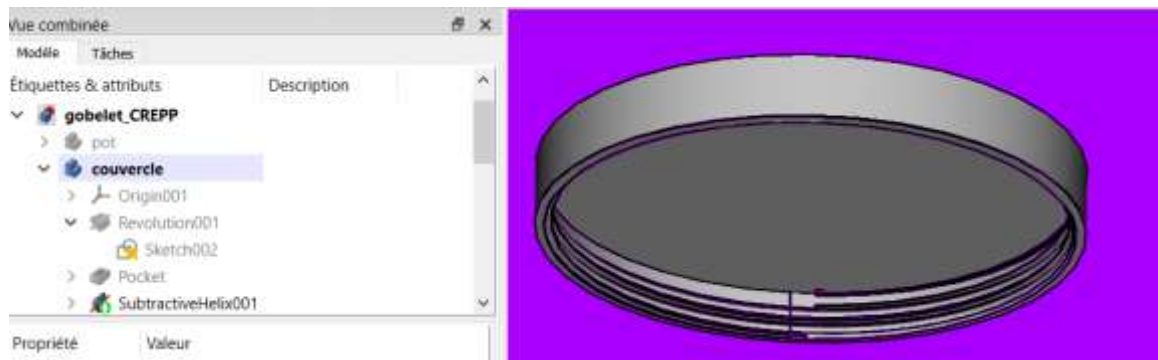 Vue combinée
Modèle Tâches
Étiquettes & attributs Description
gobelet_CREPP
pot
couvercle
Origin001
Revolution001
Sketch002
Pocket
SubtractiveHelix001
Propriété Valeur